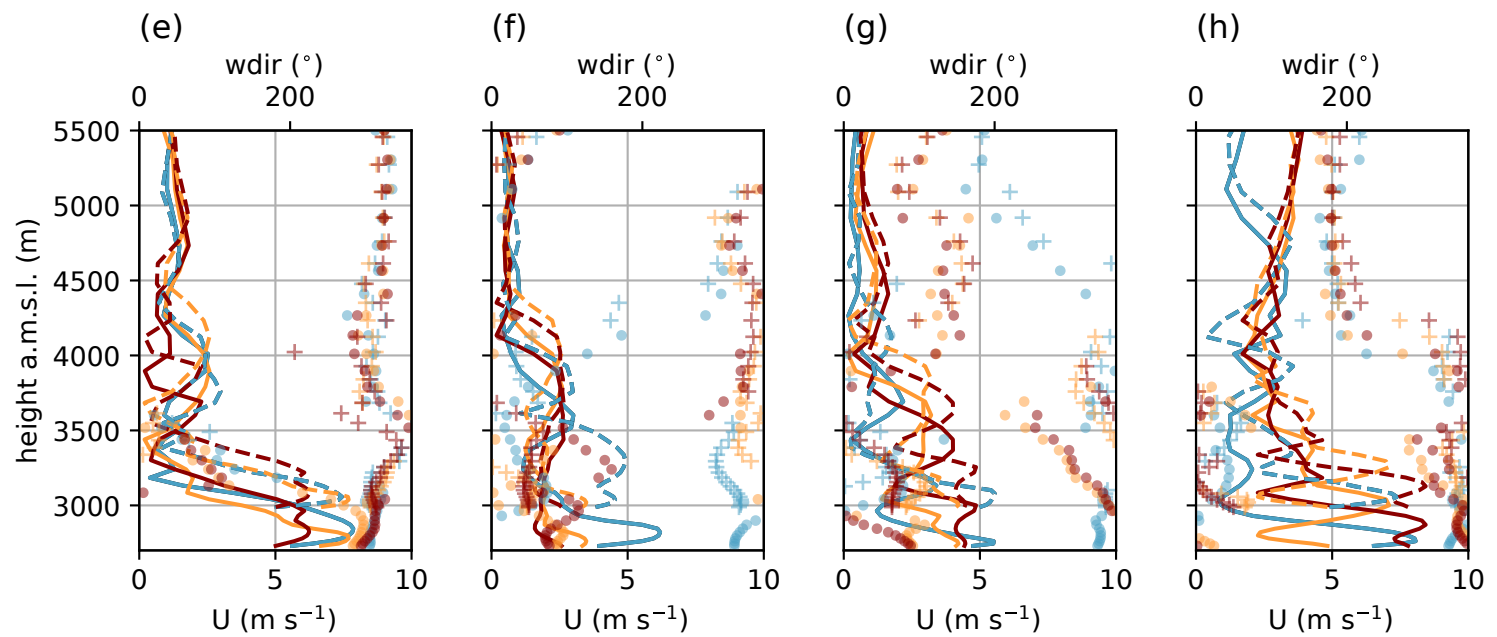 (e) (f) (g) (h)
wdir (°) wdir (°) wdir (°) wdir (°)
0 200 0 200 0 200 0 200
5500
5000
4500
4000
3500
3000
height a.m.s.l. (m)
0 5 10 0 5 10 0 5 10 0 5 10
U (m s⁻¹) U (m s⁻¹) U (m s⁻¹) U (m s⁻¹)